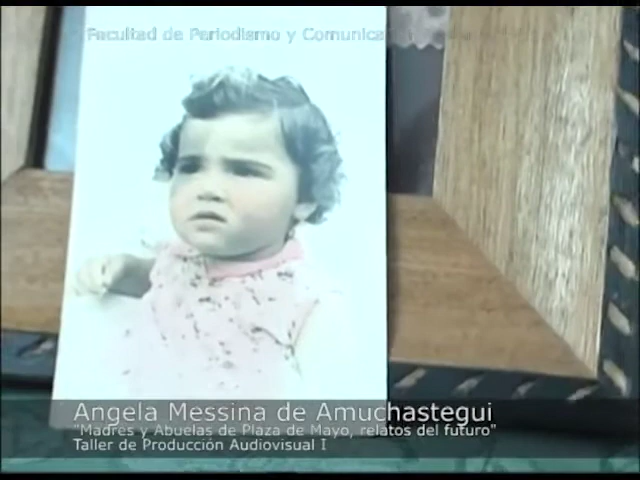 Facultad de Periodismo y Comunicación
Angela Messina de Amuchastegui
"Madres y Abuelas de Plaza de Mayo, relatos del futuro"
Taller de Producción Audiovisual I